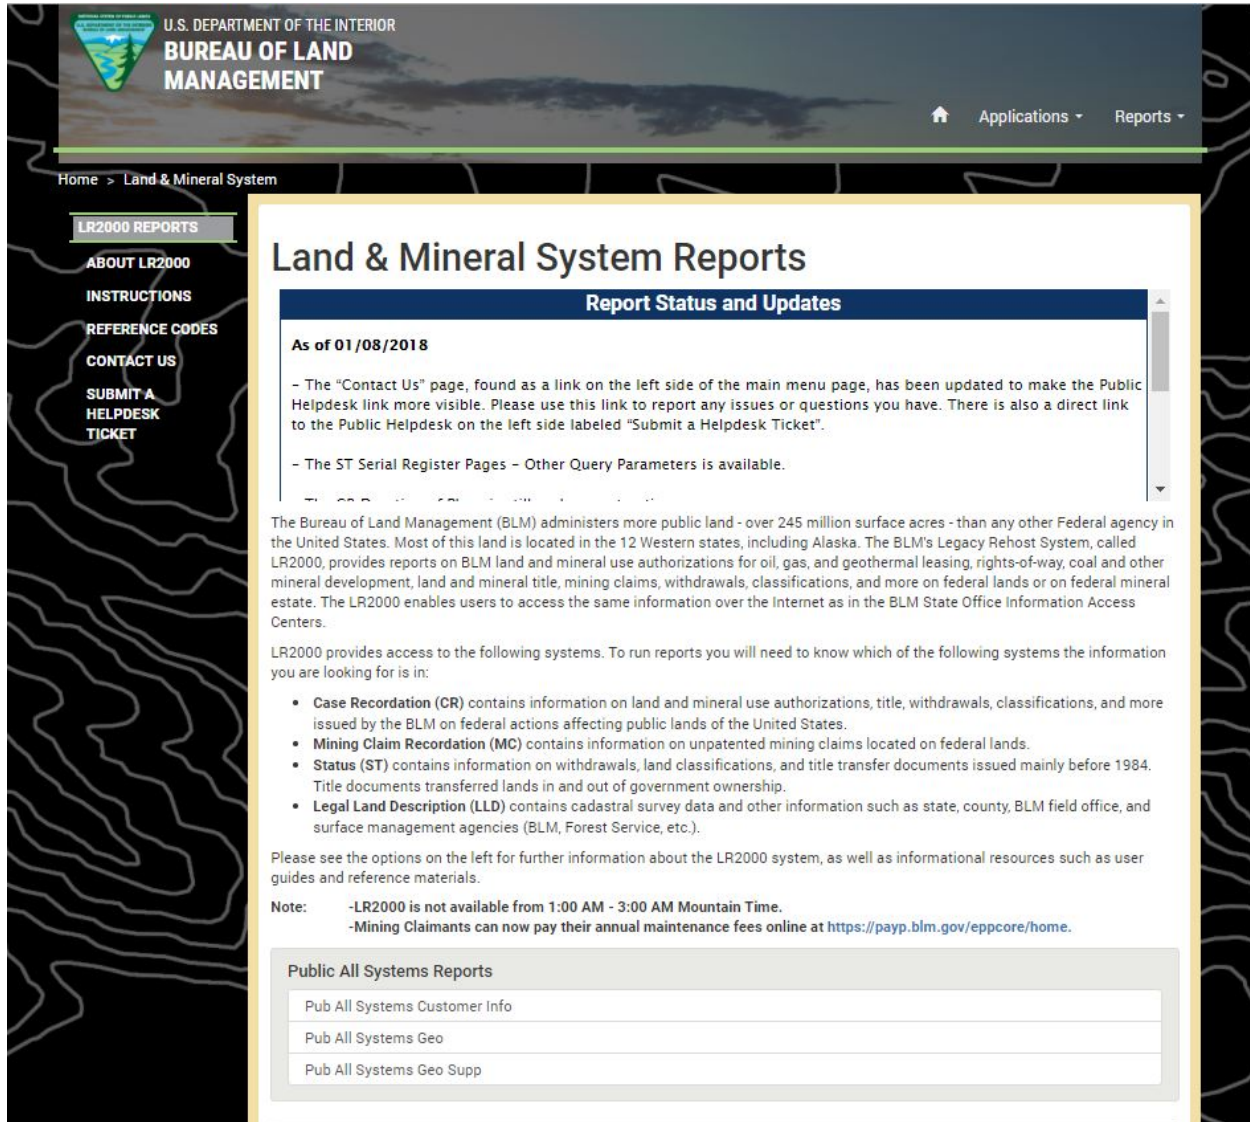 U.S. DEPARTMENT OF THE INTERIOR
BUREAU OF LAND
MANAGEMENT
Applications
Reports
Home > Land & Mineral System
LR2000 REPORTS
ABOUT LR2000
INSTRUCTIONS
REFERENCE CODES
CONTACT US
SUBMIT A
HELPDESK
TICKET
Land & Mineral System Reports
Report Status and Updates
As of 01/08/2018
– The “Contact Us” page, found as a link on the left side of the main menu page, has been updated to make the Public
Helpdesk link more visible. Please use this link to report any issues or questions you have. There is also a direct link
to the Public Helpdesk on the left side labeled “Submit a Helpdesk Ticket”.
– The ST Serial Register Pages – Other Query Parameters is available.
The Bureau of Land Management (BLM) administers more public land - over 245 million surface acres - than any other Federal agency in
the United States. Most of this land is located in the 12 Western states, including Alaska. The BLM's Legacy Rehost System, called
LR2000, provides reports on BLM land and mineral use authorizations for oil, gas, and geothermal leasing, rights-of-way, coal and other
mineral development, land and mineral title, mining claims, withdrawals, classifications, and more on federal lands or on federal mineral
estate. The LR2000 enables users to access the same information over the Internet as in the BLM State Office Information Access
Centers.
LR2000 provides access to the following systems. To run reports you will need to know which of the following systems the information
you are looking for is in:
• Case Recordation (CR) contains information on land and mineral use authorizations, title, withdrawals, classifications, and more
issued by the BLM on federal actions affecting public lands of the United States.
• Mining Claim Recordation (MC) contains information on unpatented mining claims located on federal lands.
• Status (ST) contains information on withdrawals, land classifications, and title transfer documents issued mainly before 1984.
Title documents transferred lands in and out of government ownership.
• Legal Land Description (LLD) contains cadastral survey data and other information such as state, county, BLM field office, and
surface management agencies (BLM, Forest Service, etc.).
Please see the options on the left for further information about the LR2000 system, as well as informational resources such as user
guides and reference materials.
Note: -LR2000 is not available from 1:00 AM - 3:00 AM Mountain Time.
-Mining Claimants can now pay their annual maintenance fees online at https://payp.blm.gov/eppcore/home.
Public All Systems Reports
Pub All Systems Customer Info
Pub All Systems Geo
Pub All Systems Geo Supp